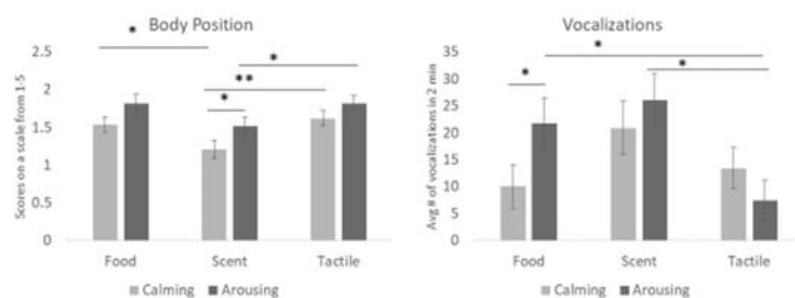 Body Position
Scores on a scale from 1-5
2.5
2
1.5
1
0.5
0
*
*
**
*
Food Scent Tactile
Calming Arousing
Vocalizations
Avg # of vocalizations in 2 min
35
30
25
20
15
10
5
0
*
*
*
Food Scent Tactile
Calming Arousing